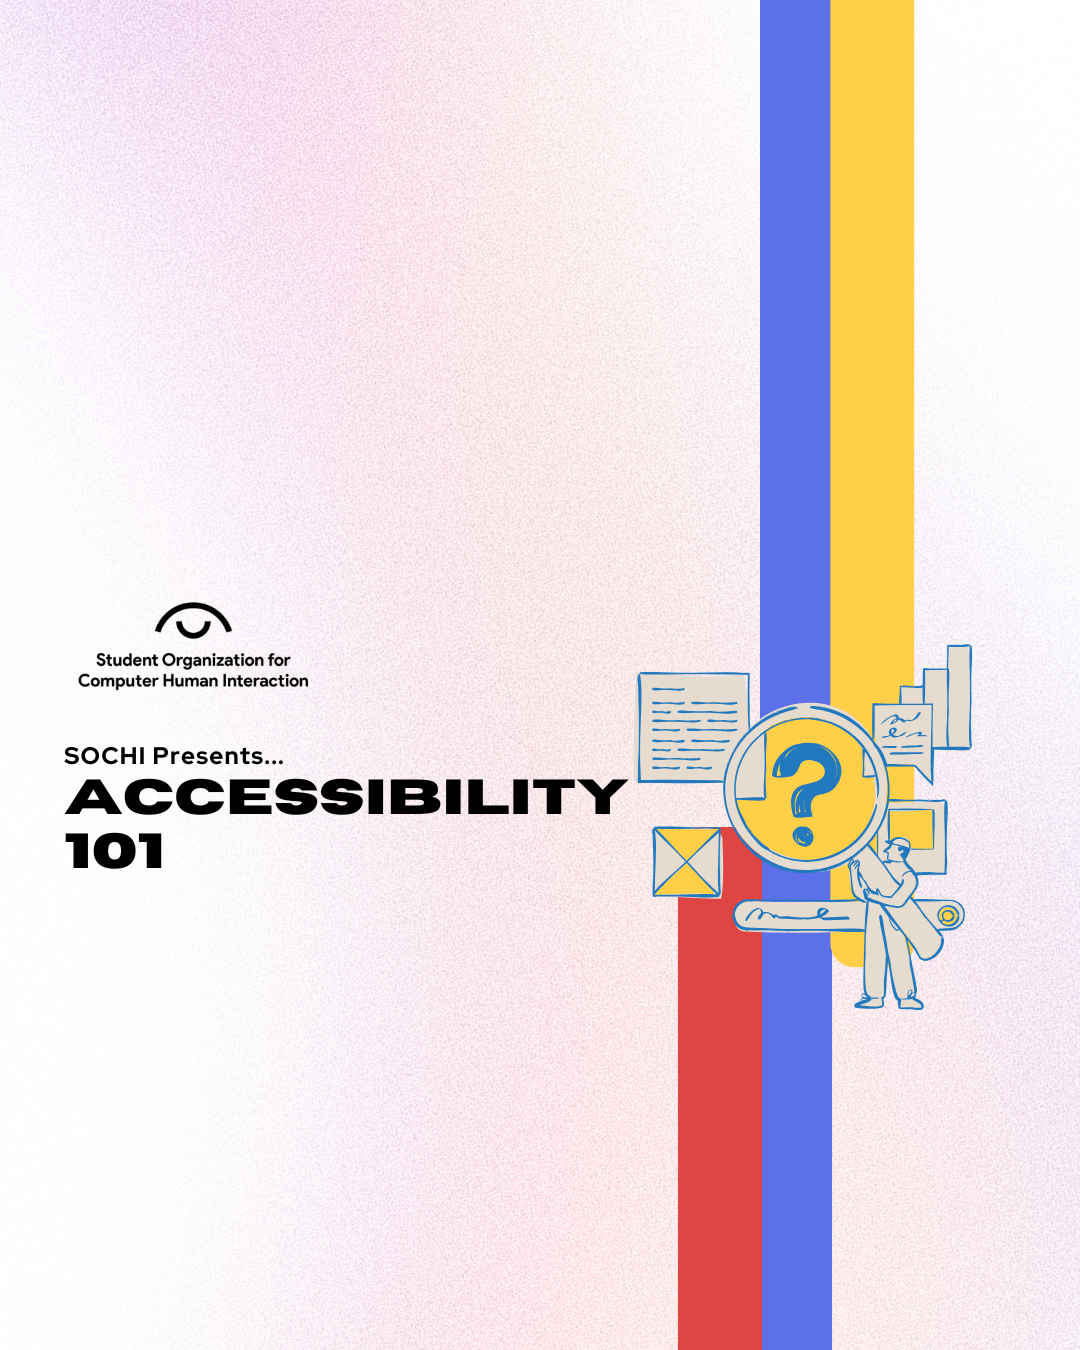 Student Organization for
Computer Human Interaction
SOCHI Presents...
ACCESSIBILITY
101
?